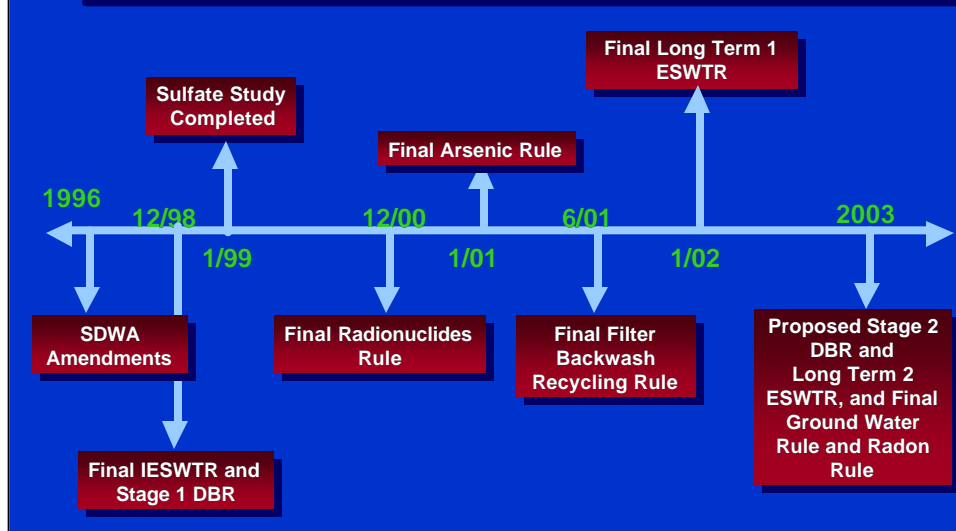 Final Long Term 1
ESWTR
Sulfate Study
Completed
Final Arsenic Rule
1996
12/98
12/00
6/01
2003
1/99
1/01
1/02
SDWA
Amendments
Final Radionuclides
Rule
Final Filter
Backwash
Recycling Rule
Proposed Stage 2
DBR and
Long Term 2
ESWTR, and Final
Ground Water
Rule and Radon
Rule
Final IESWTR and
Stage 1 DBR